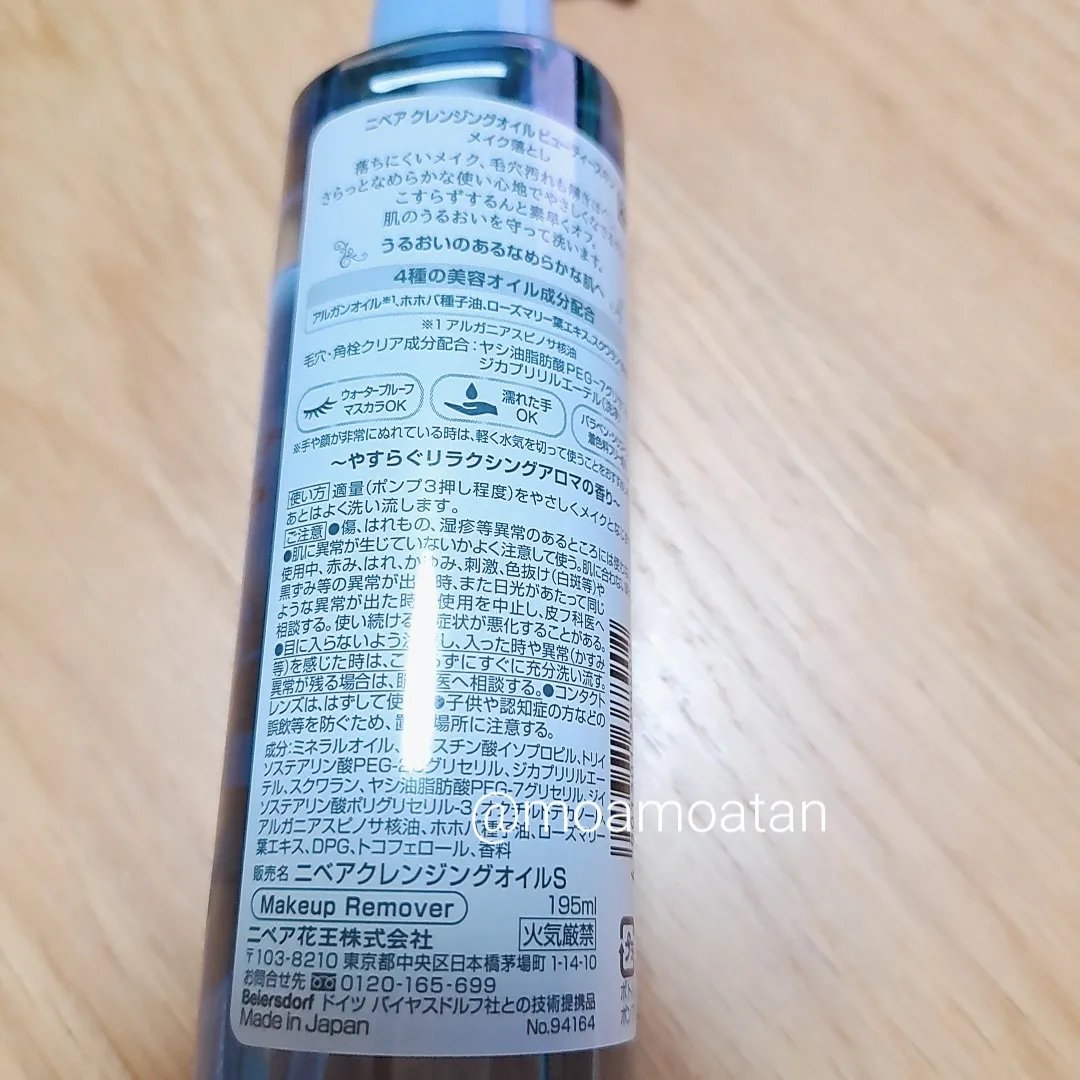 ニベア クレンジングオイル ビューティースキン
メイク落とし
落ちにくいメイク、毛穴汚れも
さらっとなめらかな使い心地でやさしく
こすらずするんと素早くオフ。
肌のうるおいを守って洗います。
うるおいのあるなめらかな肌へ
4種の美容オイル成分配合
アルガンオイル※1、ホホバ種子油、ローズマリー葉エキス、スクワラン
※1 アルガニアスピノサ核油
毛穴・角栓クリア成分配合：ヤシ油脂肪酸PEG-7グリ
ジカプリリルエーテル(洗浄
ウォータープルーフ
マスカラOK
濡れた手
OK
※手や顔が非常にぬれている時は、軽く水気を切って使うことを
～やすらぐリラクシングアロマの香り～
使い方 適量(ポンプ3押し程度)をやさしくメイクと
あとはよく洗い流します。
ご注意 ●傷、はれもの、湿疹等異常のあるところには使
●肌に異常が生じていないかよく注意して使う。肌に合わない
使用中、赤み、はれ、かゆみ、刺激、色抜け(白斑等)や
黒ずみ等の異常が出 時、また日光があたって同じ
ような異常が出た時 使用を中止し、皮フ科医へ
相談する。使い続ける 症状が悪化することがある。
●目に入らないよう し、入った時や異常(かすみ
等)を感じた時は、こ らずにすぐに充分洗い流す。
異常が残る場合は、眼 医へ相談する。●コンタクト
レンズは、はずして使 ●子供や認知症の方などの
誤飲等を防ぐため、置 場所に注意する。
成分：ミネラルオイル、 スチン酸イソプロピル、トリイ
ソステアリン酸PEG-2 グリセリル、ジカプリリルエー
テル、スクワラン、ヤシ油脂肪酸PEG-7グリセリル、ジイ
ソステアリン酸ポリグリセリル-3
アルガニアスピノサ核油、ホホバ種子油、ローズマリー
葉エキス、DPG、トコフェロール、香料
@moamoatan
販売名 ニベアクレンジングオイルS
Makeup Remover 195ml
ニベア花王株式会社 火気厳禁
〒103-8210 東京都中央区日本橋茅場町1-14-10
お問合せ先 0120-165-699
Beiersdorf ドイツ バイヤスドルフ社との技術提携品
Made in Japan No.94164